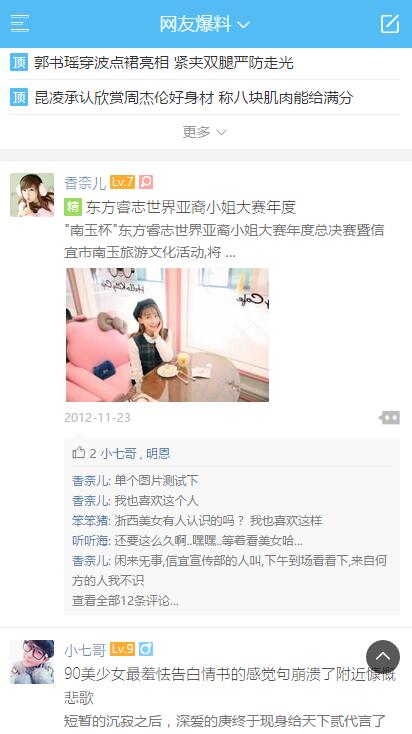 网友爆料
顶 郭书瑶穿波点裙亮相 紧夹双腿严防走光
顶 昆凌承认欣赏周杰伦好身材 称八块肌肉能给满分
更多
香奈儿 Lv.7
精 东方睿志世界亚裔小姐大赛年度
"南玉杯"东方睿志世界亚裔小姐大赛年度总决赛暨信
宜市南玉旅游文化活动,将 ...
Hello Kitty Cafe
2012-11-23
2 小七哥 , 明恩
香奈儿: 单个图片测试下
香奈儿: 我也喜欢这个人
笨笨猪: 浙西美女有人认识的吗？ 我也喜欢这样
听听海: 还要这么久啊..嘿嘿..等着看美女哈...
香奈儿: 闲来无事,信宜宣传部的人叫,下午到场看看下,来自何
方的人我不识
查看全部12条评论...
小七哥 Lv.9
90美少女最羞怯告白情书的感觉句崩溃了附近慷慨
悲歌
短暂的沉寂之后，深爱的庚终于现身给天下贰代言了